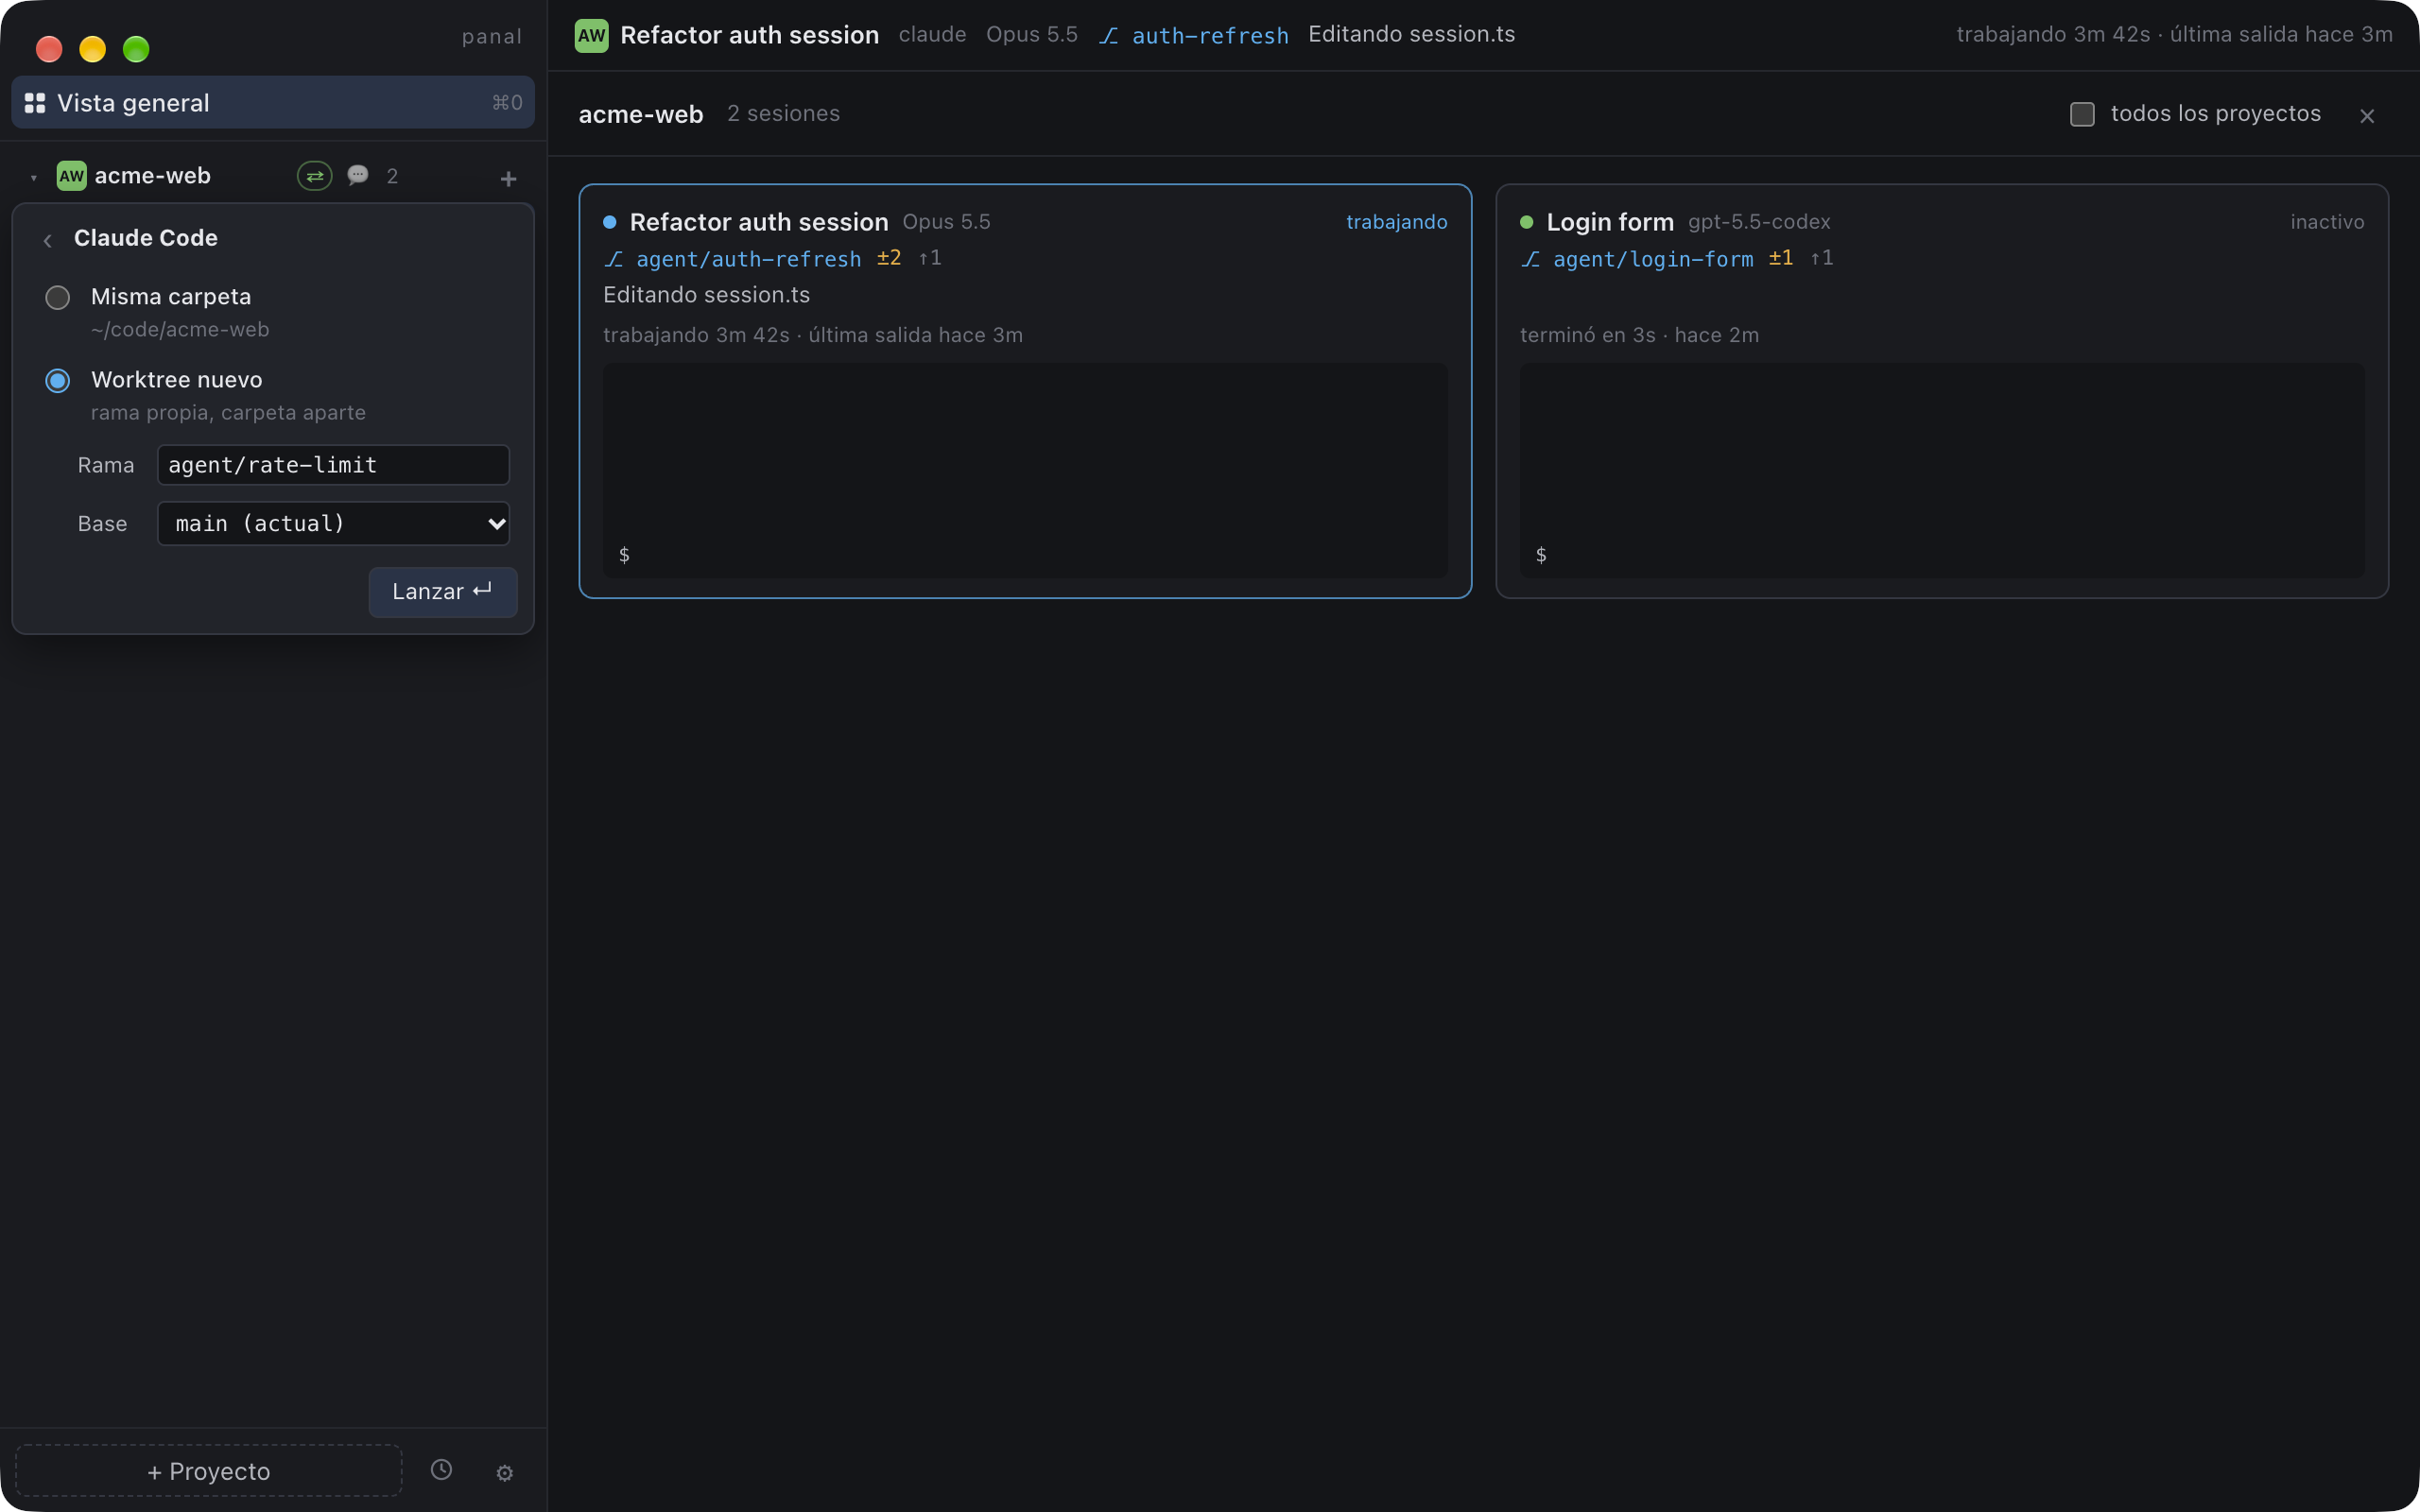 panal
Vista general ⌘0
AW acme-web ⇄ 2 +
‹ Claude Code
Misma carpeta
~/code/acme-web
Worktree nuevo
rama propia, carpeta aparte
Rama agent/rate-limit
Base main (actual)
Lanzar ↵
+ Proyecto
AW Refactor auth session claude Opus 5.5 ⎇ auth-refresh Editando session.ts trabajando 3m 42s · última salida hace 3m
acme-web 2 sesiones todos los proyectos ×
Refactor auth session Opus 5.5 trabajando
⎇ agent/auth-refresh ±2 ↑1
Editando session.ts
trabajando 3m 42s · última salida hace 3m
$
Login form gpt-5.5-codex inactivo
⎇ agent/login-form ±1 ↑1
terminó en 3s · hace 2m
$